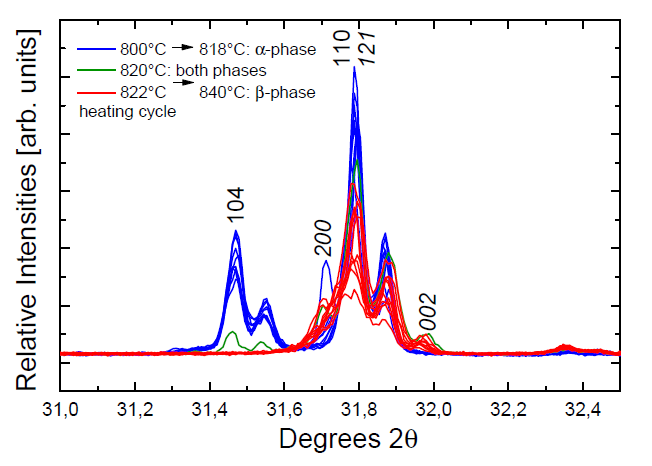 110
121
800°C → 818°C: α-phase
820°C: both phases
822°C → 840°C: β-phase
heating cycle
104
200
002
Relative Intensities [arb. units]
31,0 31,2 31,4 31,6 31,8 32,0 32,2 32,4
Degrees 2θ